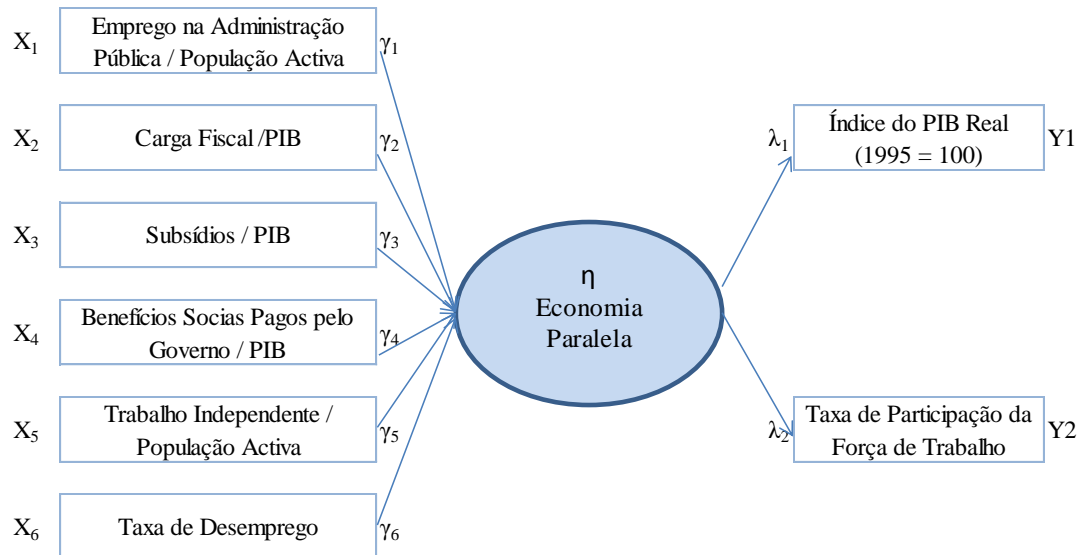 X1
Emprego na Administração
Pública / População Activa
γ1
X2
Carga Fiscal /PIB
γ2
X3
Subsídios / PIB
γ3
X4
Benefícios Socias Pagos pelo
Governo / PIB
γ4
X5
Trabalho Independente /
População Activa
γ5
X6
Taxa de Desemprego
γ6
η
Economia
Paralela
λ1
Índice do PIB Real
(1995 = 100)
Y1
λ2
Taxa de Participação da
Força de Trabalho
Y2